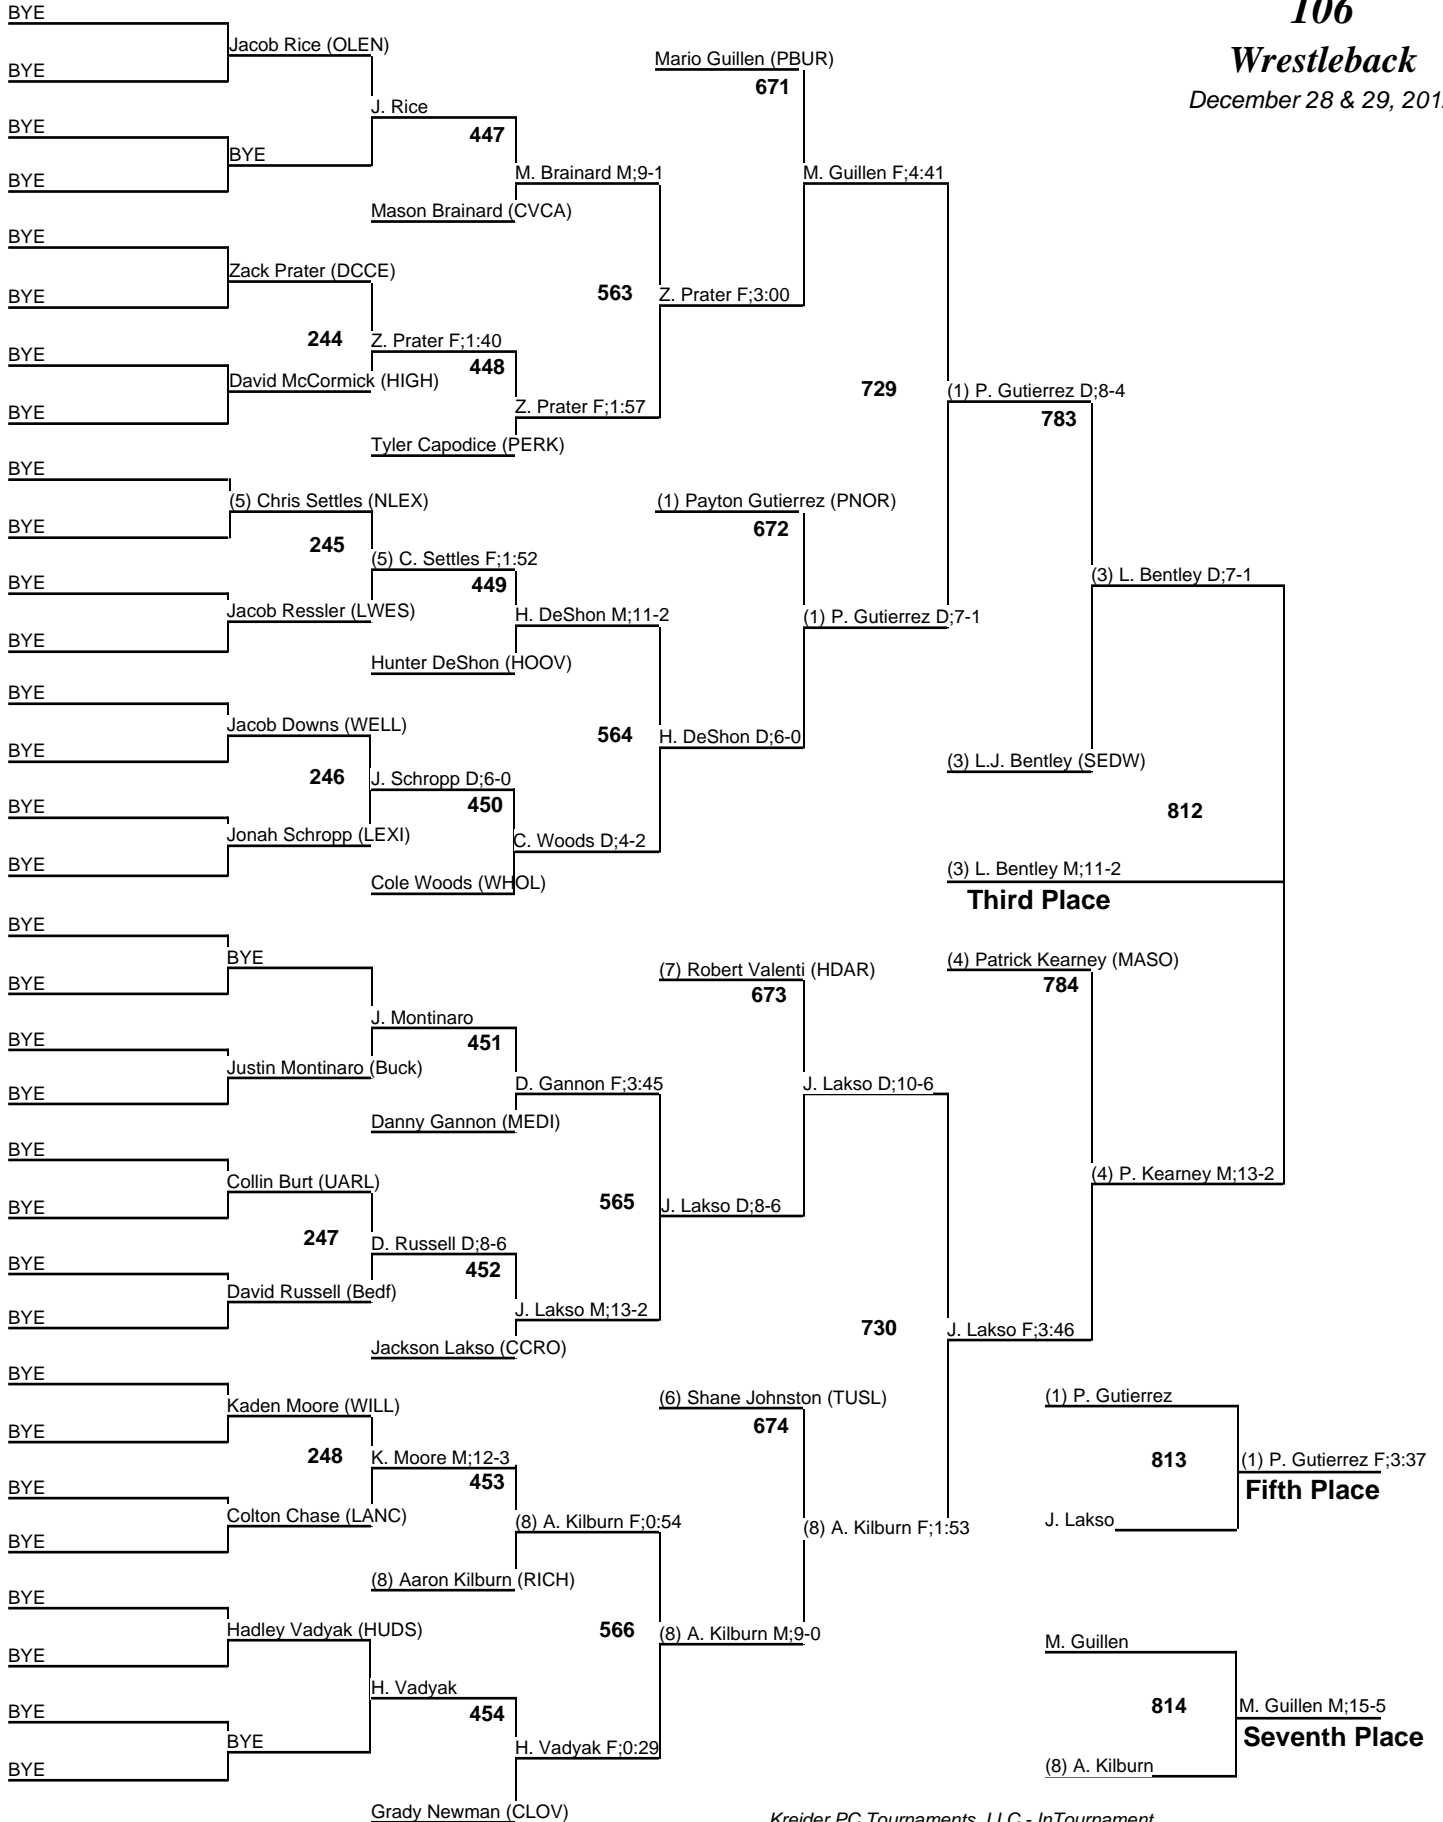 106
Wrestleback
December 28 & 29, 201
BYE
Jacob Rice (OLEN)
BYE
Mario Guillen (PBUR)
671
J. Rice
BYE
447
BYE
M. Brainard M;9-1
M. Guillen F;4:41
BYE
Mason Brainard (CVCA)
BYE
Zack Prater (DCCE)
563
Z. Prater F;3:00
BYE
244
Z. Prater F;1:40
BYE
448
David McCormick (HIGH)
729
(1) P. Gutierrez D;8-4
BYE
Z. Prater F;1:57
783
Tyler Capodice (PERK)
BYE
(5) Chris Settles (NLEX)
(1) Payton Gutierrez (PNOR)
BYE
672
245
(5) C. Settles F;1:52
BYE
449
(3) L. Bentley D;7-1
Jacob Ressler (LWES)
H. DeShon M;11-2
(1) P. Gutierrez D;7-1
BYE
Hunter DeShon (HOOV)
BYE
Jacob Downs (WELL)
564
H. DeShon D;6-0
BYE
246
J. Schropp D;6-0
(3) L.J. Bentley (SEDW)
BYE
450
812
Jonah Schropp (LEXI)
C. Woods D;4-2
BYE
(3) L. Bentley M;11-2
Cole Woods (WHOL)
Third Place
BYE
BYE
(7) Robert Valenti (HDAR)
(4) Patrick Kearney (MASO)
BYE
673
784
J. Montinaro
BYE
451
Justin Montinaro (Buck)
BYE
D. Gannon F;3:45
J. Lakso D;10-6
Danny Gannon (MEDI)
BYE
Collin Burt (UARL)
(4) P. Kearney M;13-2
BYE
565
J. Lakso D;8-6
247
D. Russell D;8-6
BYE
452
David Russell (Bedf)
BYE
J. Lakso M;13-2
730
J. Lakso F;3:46
Jackson Lakso (CCRO)
BYE
Kaden Moore (WILL)
(6) Shane Johnston (TUSL)
(1) P. Gutierrez
BYE
674
248
K. Moore M;12-3
813
(1) P. Gutierrez F;3:37
BYE
453
Fifth Place
Colton Chase (LANC)
(8) A. Kilburn F;0:54
(8) A. Kilburn F;1:53
J. Lakso
BYE
(8) Aaron Kilburn (RICH)
BYE
Hadley Vadyak (HUDS)
566
(8) A. Kilburn M;9-0
M. Guillen
BYE
H. Vadyak
BYE
454
814
M. Guillen M;15-5
BYE
H. Vadyak F;0:29
Seventh Place
BYE
(8) A. Kilburn
Grady Newman (CLOV)
Kreider PC Tournaments, LLC - InTournament